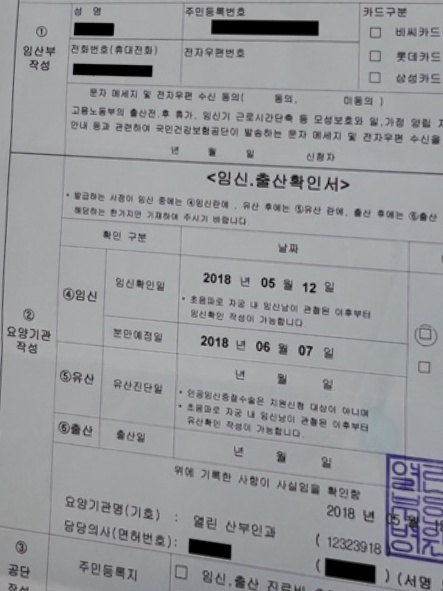 ① 임산부 작성
성 명
주민등록번호
카드구분
전화번호(휴대전화)
전자우편번호
□ 비씨카드
□ 롯데카드
□ 삼성카드
문자 메세지 및 전자우편 수신 동의( 동의, 미동의 )
고용노동부의 출산전.후 휴가, 임신기 근로시간단축 등 모성보호와 일.가정 양립
안내 등과 관련하여 국민건강보험공단이 발송하는 문자 메세지 및 전자우편 수신을
년 월 일 신청자
② 요양기관 작성
<임신.출산확인서>
* 발급하는 시점이 임신 중에는 ④임신란에 , 유산 후에는 ⑤유산 란에, 출산 후에는 ⑥출산
해당하는 한가지만 기재하여 주시기 바랍니다
확인 구분
날짜
④임신
임신확인일
2018 년 05 월 12 일
* 초음파로 자궁 내 임신낭이 관찰된 이후부터
임신확인 작성이 가능합니다
분만예정일
2018 년 06 월 07 일
⑤유산
유산진단일
년 월 일
* 인공임신중절수술은 지원신청 대상이 아니며
* 초음파로 자궁 내 임신낭이 관찰된 이후부터
유산확인 작성이 가능합니다.
⑥출산
출산일
년 월 일
위에 기록한 사항이 사실임을 확인함
2018 년 05 월 18
요양기관명(기호) : 열린 산부인과 ( 12323918 )
담당의사(면허번호): ( ) (서명
③ 공단 작성
주민등록지
□ 임신.출산 진료비